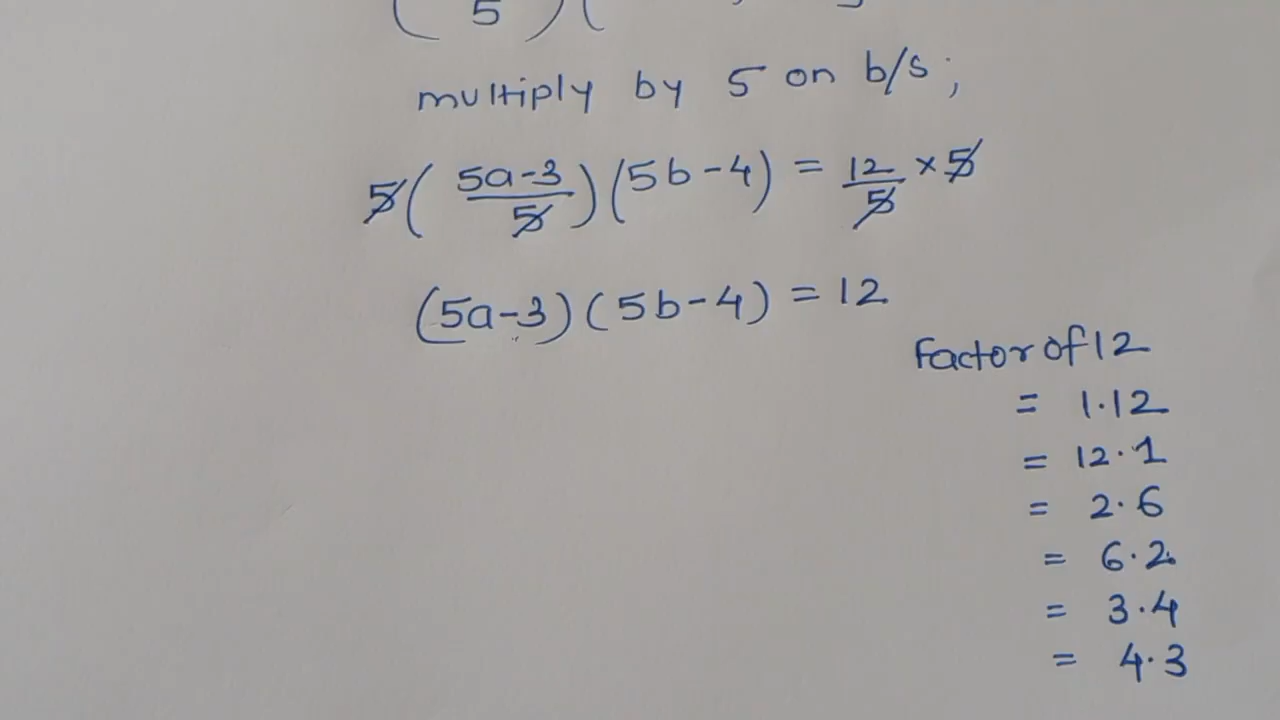 ( 5 ) (
multiply by 5 on b/s;
5( 5a-3 / 5 )(5b-4) = 12/5 × 5
(5a-3)(5b-4) = 12
Factor of 12
= 1.12
= 12.1
= 2.6
= 6.2
= 3.4
= 4.3